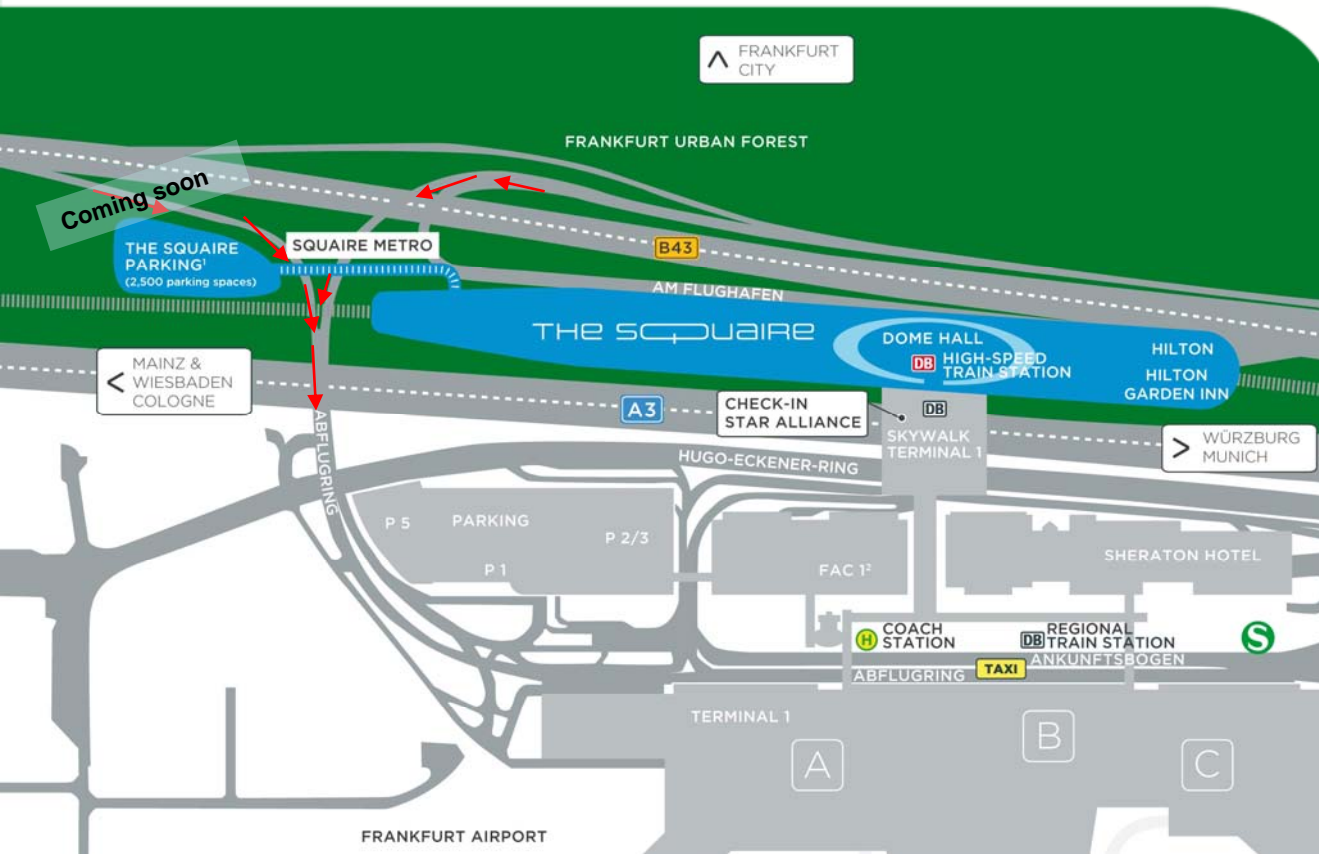 FRANKFURT
CITY
FRANKFURT URBAN FOREST
Coming soon
THE SQUAIRE
PARKING¹
(2,500 parking spaces)
SQUAIRE METRO
B43
AM FLUGHAFEN
THE SQUAIRE
DOME HALL
DB HIGH-SPEED
TRAIN STATION
HILTON
HILTON
GARDEN INN
MAINZ &
WIESBADEN
COLOGNE
A3
CHECK-IN
STAR ALLIANCE
DB
SKYWALK
TERMINAL 1
WÜRZBURG
MUNICH
ABFLUGRING
HUGO-ECKENER-RING
P 5
PARKING
P 2/3
P 1
FAC 1²
SHERATON HOTEL
H COACH
STATION
DB REGIONAL
TRAIN STATION
S
ANKUNFTSBOGEN
ABFLUGRING
TAXI
TERMINAL 1
A
B
C
FRANKFURT AIRPORT